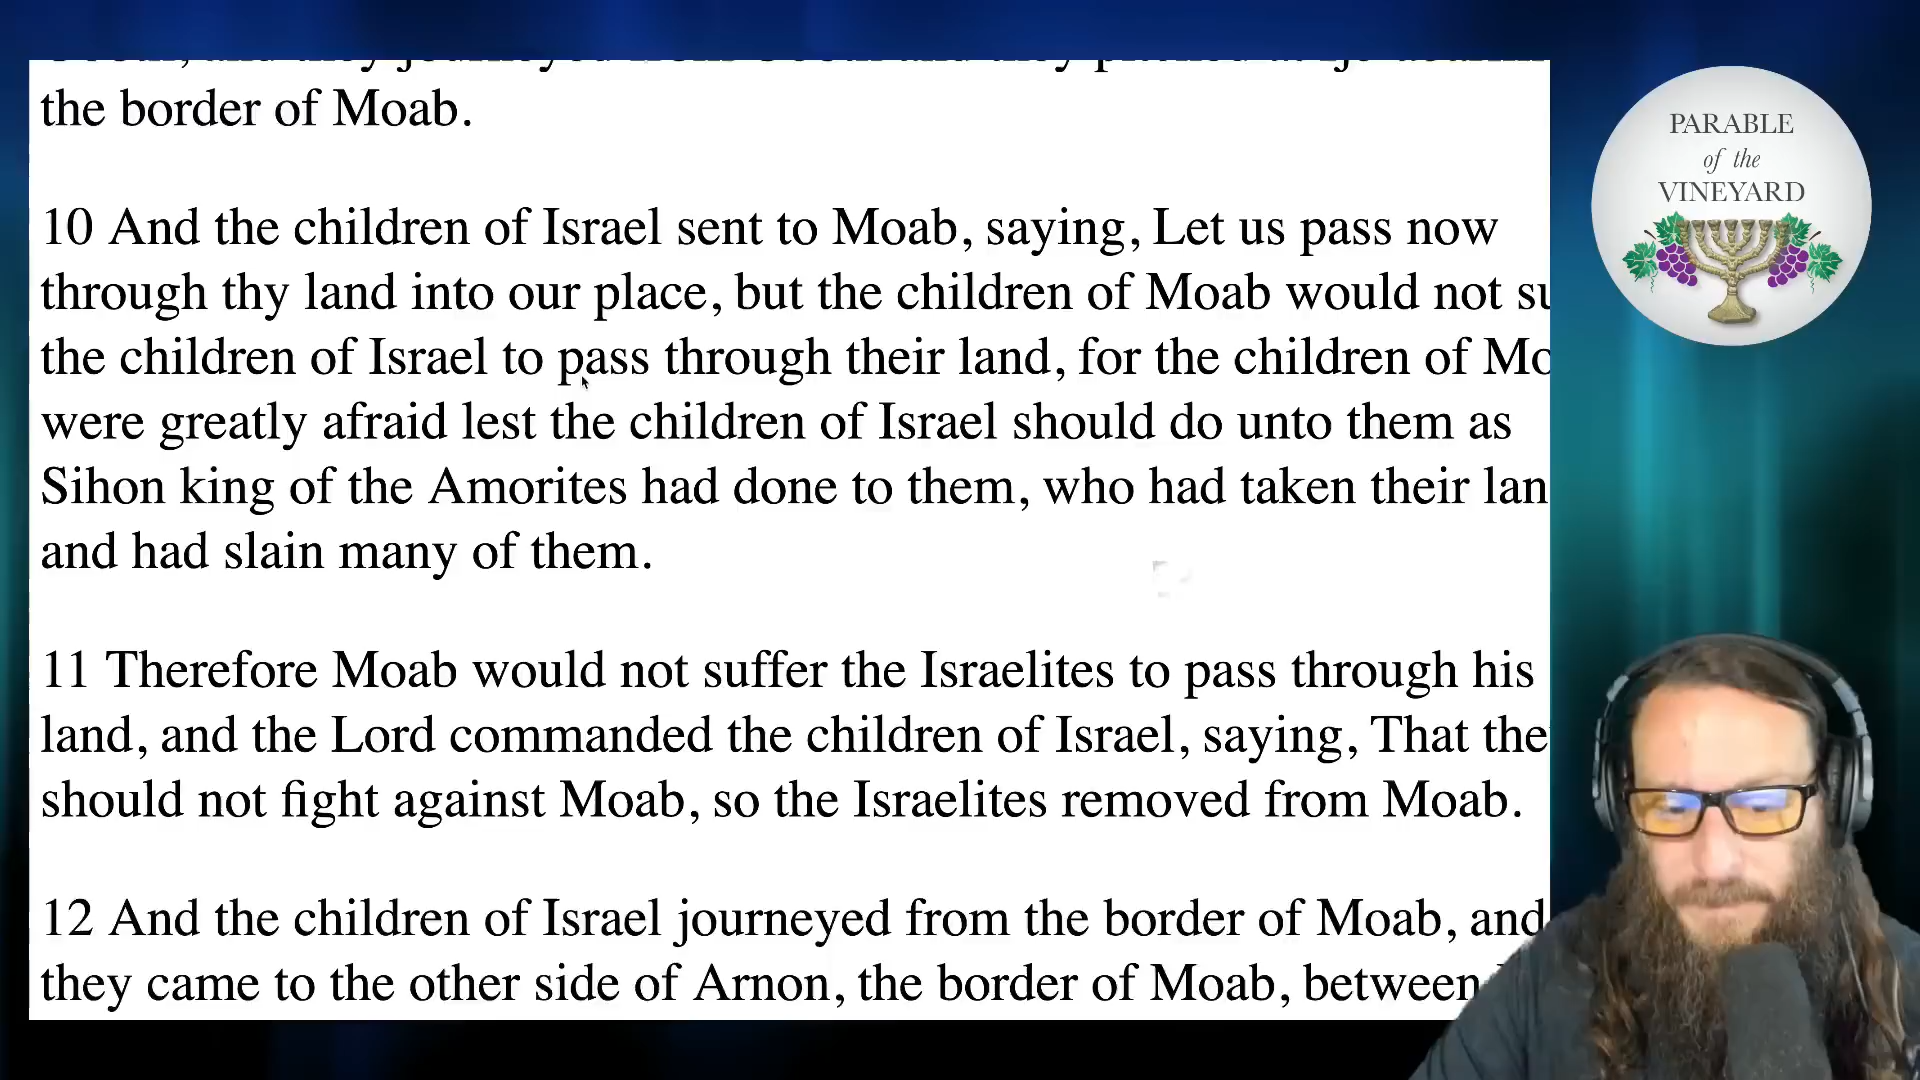 the border of Moab.
10 And the children of Israel sent to Moab, saying, Let us pass now
through thy land into our place, but the children of Moab would not su
the children of Israel to pass through their land, for the children of Mo
were greatly afraid lest the children of Israel should do unto them as
Sihon king of the Amorites had done to them, who had taken their lan
and had slain many of them.
11 Therefore Moab would not suffer the Israelites to pass through his
land, and the Lord commanded the children of Israel, saying, That the
should not fight against Moab, so the Israelites removed from Moab.
12 And the children of Israel journeyed from the border of Moab, and
they came to the other side of Arnon, the border of Moab, between
PARABLE
of the
VINEYARD